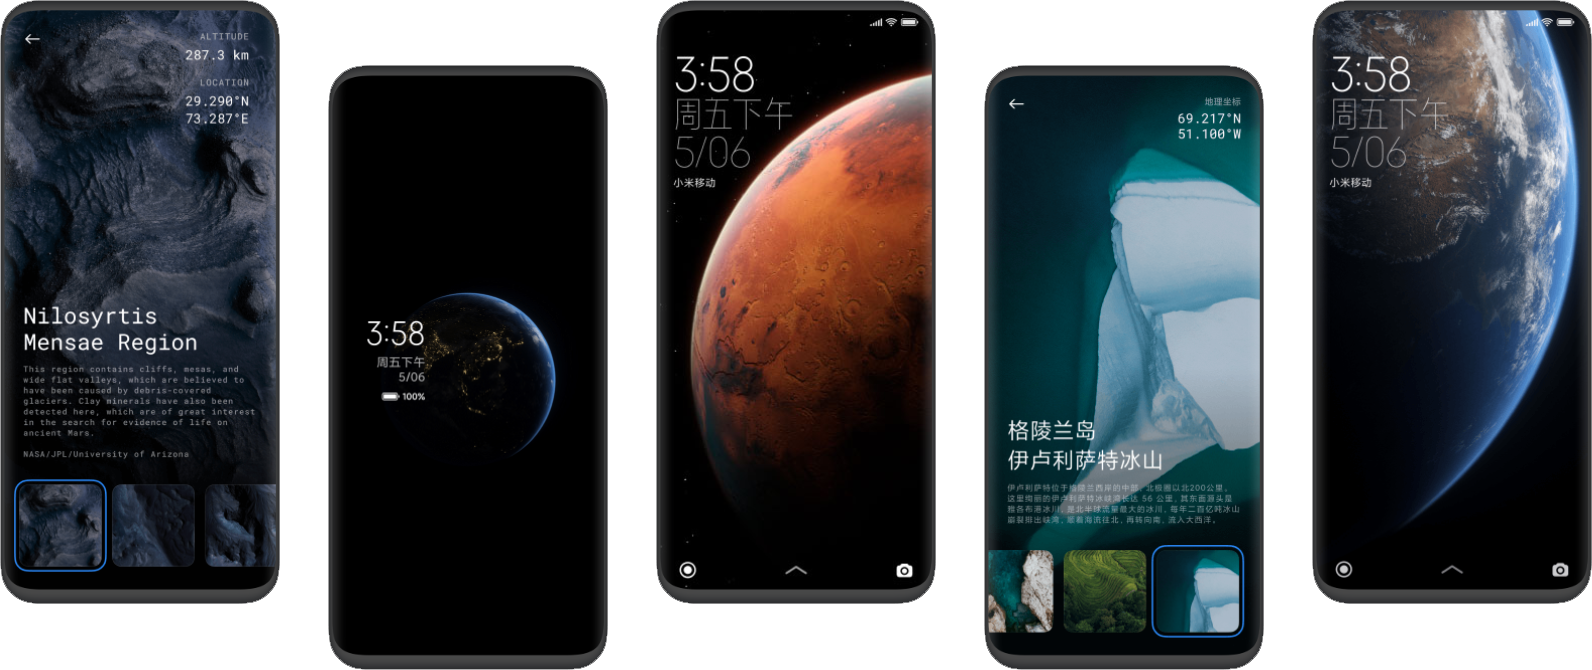 ALTITUDE
287.3 km
LOCATION
29.290°N
73.287°E
Nilosyrtis
Mensae Region
This region contains cliffs, mesas, and
wide flat valleys, which are believed to
have been caused by debris-covered
glaciers. Clay minerals have also been
detected here, which are of great interest
in the search for evidence of life on
ancient Mars.
NASA/JPL/University of Arizona
3:58
周五下午
5/06
100%
3:58
周五下午
5/06
小米移动
地理坐标
69.217°N
51.100°W
格陵兰岛
伊卢利萨特冰山
伊卢利萨特位于格陵兰西岸的中部,北极圈以北200公里,
这里绮丽的伊卢利萨特冰峡湾长达 56 公里,其东面源头是
雅各布港冰川,是北半球流量最大的冰川,每年二百亿吨冰山
崩裂排出峡湾,顺着海流往北,再转向南,流入大西洋。
3:58
周五下午
5/06
小米移动